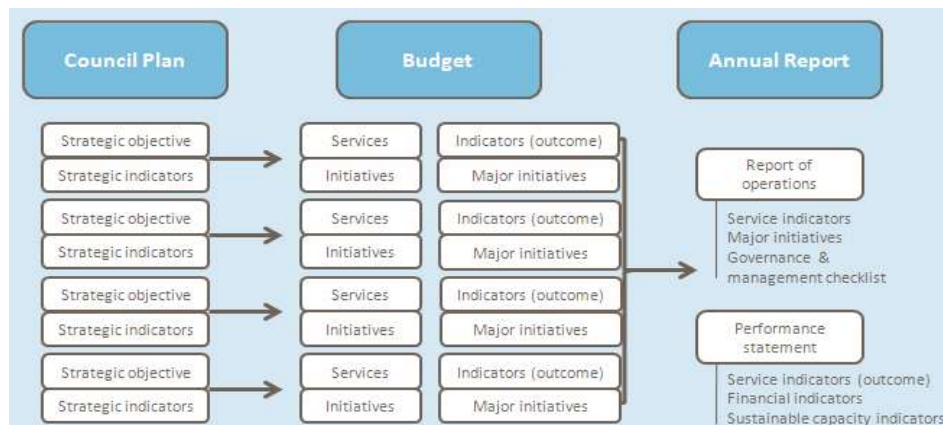 Council Plan
Budget
Annual Report
Strategic objective
Strategic indicators
Services
Initiatives
Indicators (outcome)
Major initiatives
Strategic objective
Strategic indicators
Services
Initiatives
Indicators (outcome)
Major initiatives
Strategic objective
Strategic indicators
Services
Initiatives
Indicators (outcome)
Major initiatives
Strategic objective
Strategic indicators
Services
Initiatives
Indicators (outcome)
Major initiatives
Report of
operations
Service indicators
Major initiatives
Governance &
management checklist
Performance
statement
Service indicators (outcome)
Financial indicators
Sustainable capacity indicators